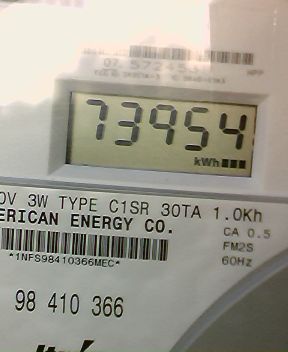 73954
kWh
3W TYPE C1SR 30TA 1.0Kh
ERICAN ENERGY CO.
CA 0.5
*1NFS98410366MEC*
FM2S
60Hz
98 410 366